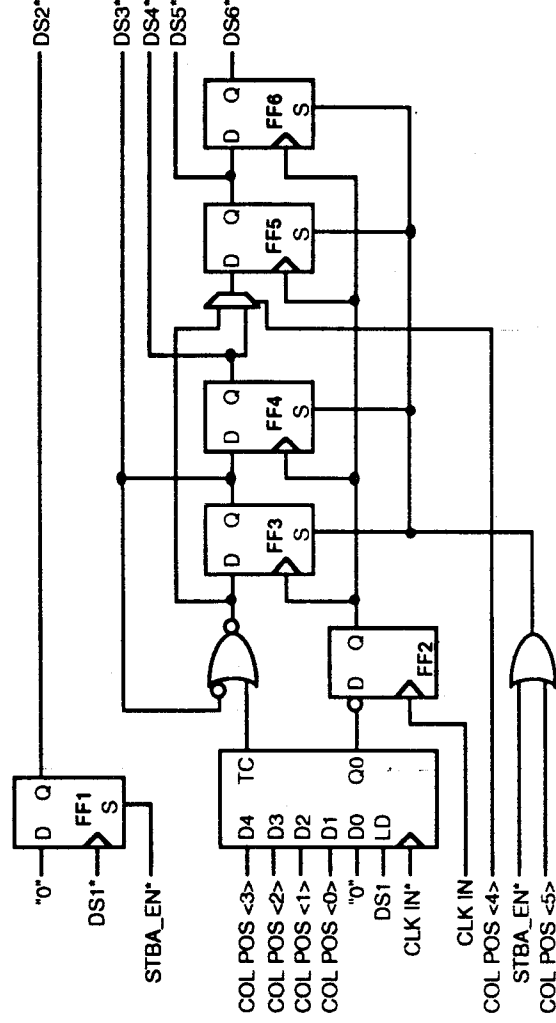 DS2*
DS3*
DS4*
DS5*
DS6*
"0"
D Q
FF1
S
DS1*
STBA_EN*
D Q
FF3
S
D Q
FF4
S
D Q
FF5
S
D Q
FF6
S
COL POS <3>
COL POS <2>
COL POS <1>
COL POS <0>
"0"
DS1
CLK IN*
D4
D3
D2
D1
D0
LD
TC
Q0
D Q
FF2
CLK IN
COL POS <4>
STBA_EN*
COL POS <5>